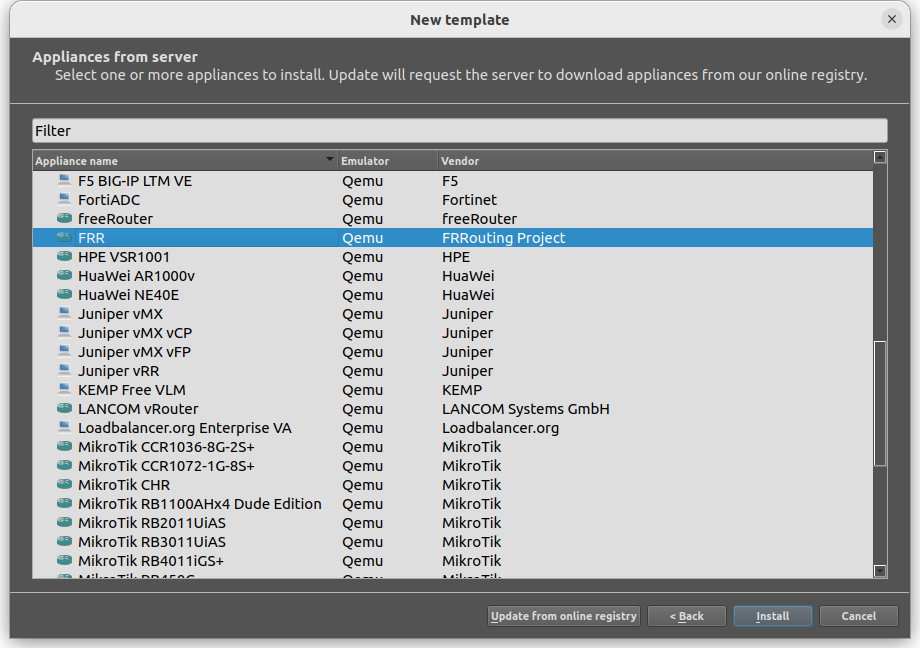 New template
Appliances from server
Select one or more appliances to install. Update will request the server to download appliances from our online registry.
Filter
Appliance name Emulator Vendor
F5 BIG-IP LTM VE Qemu F5
FortiADC Qemu Fortinet
freeRouter Qemu freeRouter
FRR Qemu FRRouting Project
HPE VSR1001 Qemu HPE
HuaWei AR1000v Qemu HuaWei
HuaWei NE40E Qemu HuaWei
Juniper vMX Qemu Juniper
Juniper vMX vCP Qemu Juniper
Juniper vMX vFP Qemu Juniper
Juniper vRR Qemu Juniper
KEMP Free VLM Qemu KEMP
LANCOM vRouter Qemu LANCOM Systems GmbH
Loadbalancer.org Enterprise VA Qemu Loadbalancer.org
MikroTik CCR1036-8G-2S+ Qemu MikroTik
MikroTik CCR1072-1G-8S+ Qemu MikroTik
MikroTik CHR Qemu MikroTik
MikroTik RB1100AHx4 Dude Edition Qemu MikroTik
MikroTik RB2011UiAS Qemu MikroTik
MikroTik RB3011UiAS Qemu MikroTik
MikroTik RB4011iGS+ Qemu MikroTik
Update from online registry < Back Install Cancel